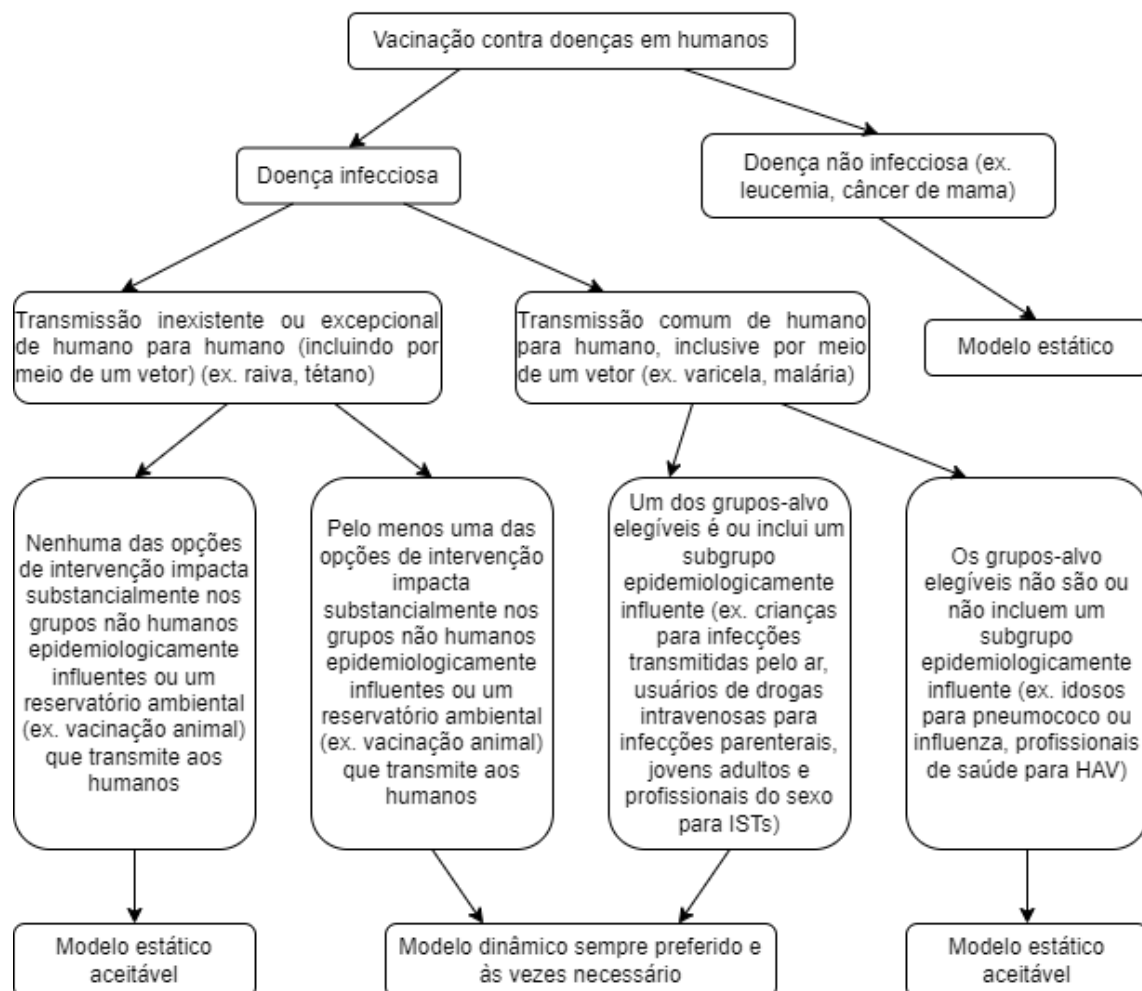 Vacinação contra doenças em humanos
Doença infecciosa
Doença não infecciosa (ex.
leucemia, câncer de mama)
Transmissão inexistente ou excepcional
de humano para humano (incluindo por
meio de um vetor) (ex. raiva, tétano)
Transmissão comum de humano
para humano, inclusive por meio
de um vetor (ex. varicela, malária)
Modelo estático
Nenhuma das opções
de intervenção impacta
substancialmente nos
grupos não humanos
epidemiologicamente
influentes ou um
reservatório ambiental
(ex. vacinação animal)
que transmite aos
humanos
Pelo menos uma das
opções de intervenção
impacta
substancialmente nos
grupos não humanos
epidemiologicamente
influentes ou um
reservatório ambiental
(ex. vacinação animal)
que transmite aos
humanos
Um dos grupos-alvo
elegíveis é ou inclui um
subgrupo
epidemiologicamente
influente (ex. crianças
para infecções
transmitidas pelo ar,
usuários de drogas
intravenosas para
infecções parenterais,
jovens adultos e
profissionais do sexo
para ISTs)
Os grupos-alvo
elegíveis não são ou
não incluem um
subgrupo
epidemiologicamente
influente (ex. idosos
para pneumococo ou
influenza, profissionais
de saúde para HAV)
Modelo estático
aceitável
Modelo dinâmico sempre preferido e
às vezes necessário
Modelo estático
aceitável